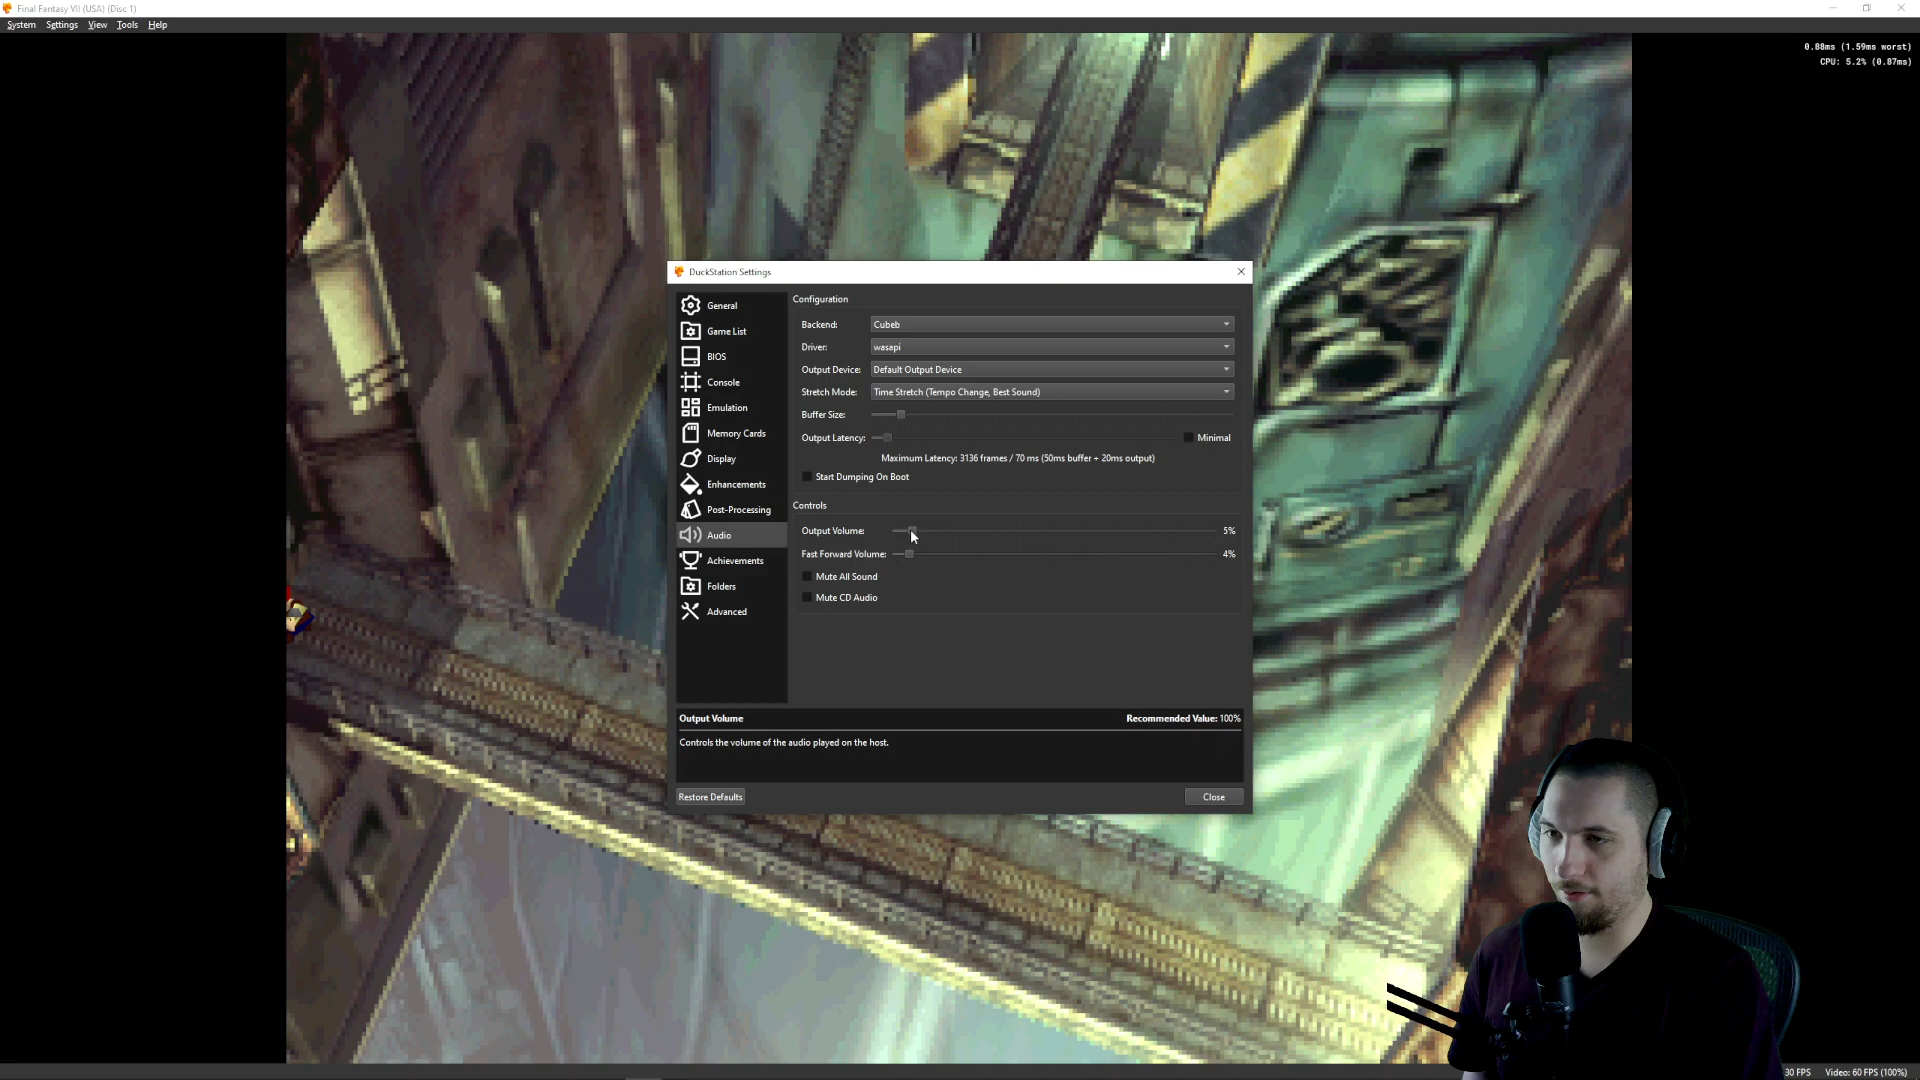 Final Fantasy VII (USA) (Disc 1)
System Settings View Tools Help
0.88ms (1.59ms worst)
CPU: 5.2% (0.87ms)
DuckStation Settings
General
Game List
BIOS
Console
Emulation
Memory Cards
Display
Enhancements
Post-Processing
Audio
Achievements
Folders
Advanced
Configuration
Backend: Cubeb
Driver: wasapi
Output Device: Default Output Device
Stretch Mode: Time Stretch (Tempo Change, Best Sound)
Buffer Size:
Output Latency: Minimal
Maximum Latency: 3136 frames / 70 ms (50ms buffer + 20ms output)
Start Dumping On Boot
Controls
Output Volume: 5%
Fast Forward Volume: 4%
Mute All Sound
Mute CD Audio
Output Volume Recommended Value: 100%
Controls the volume of the audio played on the host.
Restore Defaults Close
30 FPS Video: 60 FPS (100%)